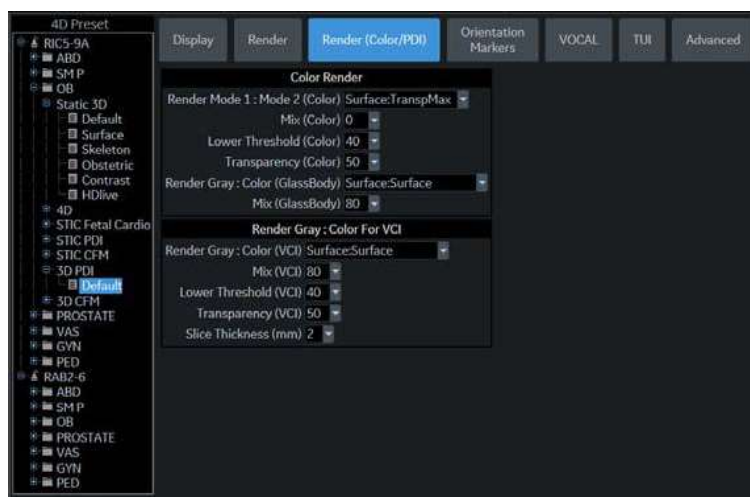 4D Preset
RIC5-9A
ABD
SM P
OB
Static 3D
Default
Surface
Skeleton
Obstetric
Contrast
HDlive
4D
STIC Fetal Cardio
STIC PDI
STIC CFM
3D PDI
Default
3D CFM
PROSTATE
VAS
GYN
PED
RAB2-6
ABD
SM P
OB
PROSTATE
VAS
GYN
PED
Display
Render
Render (Color/PDI)
Orientation
Markers
VOCAL
TUI
Advanced
Color Render
Render Mode 1 : Mode 2 (Color) Surface:TranspMax
Mix (Color) 0
Lower Threshold (Color) 40
Transparency (Color) 50
Render Gray : Color (GlassBody) Surface:Surface
Mix (GlassBody) 80
Render Gray : Color For VCI
Render Gray : Color (VCI) Surface:Surface
Mix (VCI) 80
Lower Threshold (VCI) 40
Transparency (VCI) 50
Slice Thickness (mm) 2